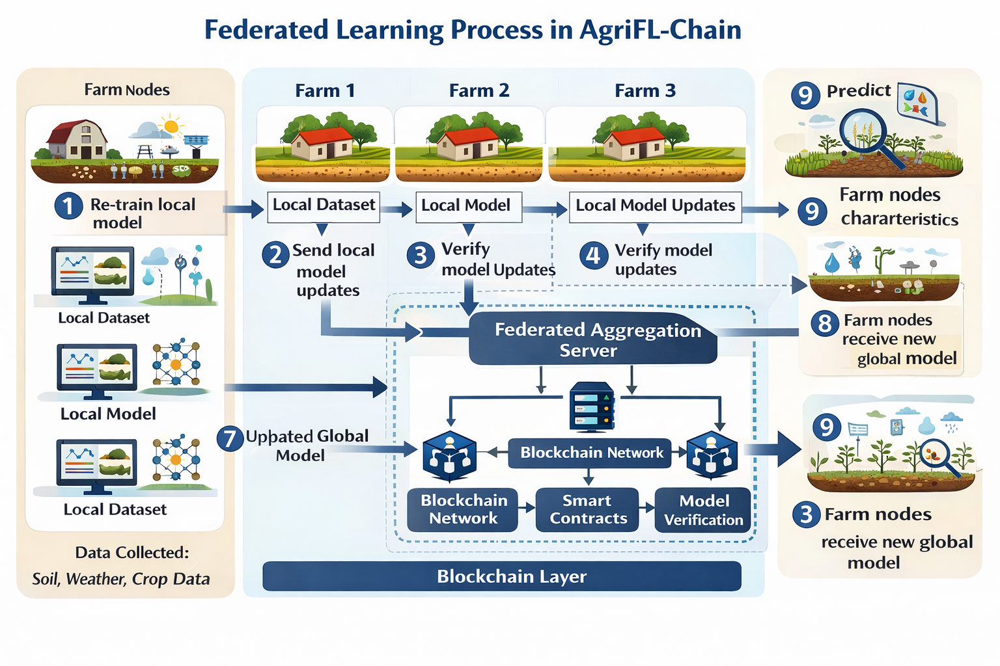 Federated Learning Process in AgriFL-Chain
Farm Nodes
1 Re-train local
model
Local Dataset
Local Model
Local Dataset
Data Collected:
Soil, Weather, Crop Data
Farm 1
Farm 2
Farm 3
Local Dataset
Local Model
Local Model Updates
2 Send local
model
updates
3 Verify
model Updates
4 Verify model
updates
Federated Aggregation
Server
7 Upþated Global
Model
Blockchain Network
Blockchain
Network
Smart
Contracts
Model
Verification
Blockchain Layer
9 Predict
9 Farm nodes
chararteristics
8 Farm nodes
receive new
global model
9
3 Farm nodes
receive new global
model